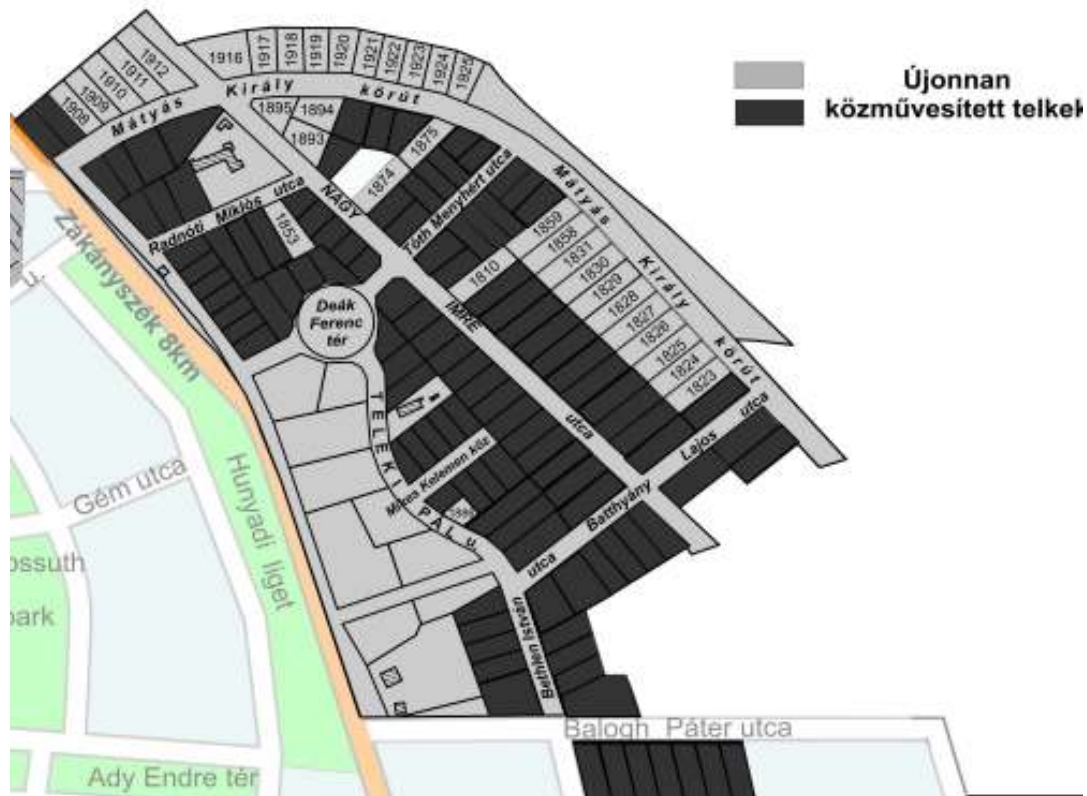 Újonnan
közművesített telkek
1916
1917
1918
1919
1920
1921
1922
1923
1924
1925
1912
1911
1910
1909
1908
Mátyás Király körút
1895
1894
1893
1875
1874
NAGY IMRE utca
Tóth Menyhért utca
Mátyás Király körút
Radnóti Miklós utca
1853
1859
1858
1831
1830
1829
1828
1827
1826
1825
1824
1823
1810
Deák
Ferenc
tér
Zákányszék 8km
u.
TELEKI PÁL u.
Mikes Kelemen köz
Batthyány Lajos utca
utca
Gém utca
Hunyadi liget
ossuth
park
Bethlen István
Balogh Páter utca
Ady Endre tér